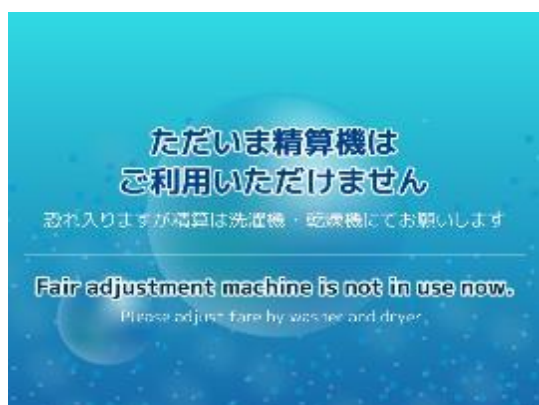 ただいま精算機は
ご利用いただけません
恐れ入りますが精算は洗濯機・乾燥機にてお願いします
Fair adjustment machine is not in use now.
Please adjust fare by washer and dryer